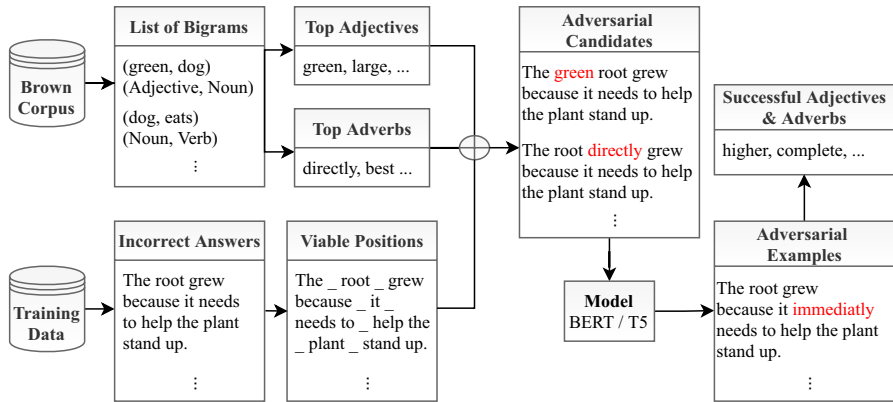 Brown
Corpus
List of Bigrams
(green, dog)
(Adjective, Noun)
(dog, eats)
(Noun, Verb)
⋮
Top Adjectives
green, large, ...
Top Adverbs
directly, best ...
Training
Data
Incorrect Answers
The root grew
because it needs
to help the plant
stand up.
⋮
Viable Positions
The _ root _ grew
because _ it _
needs to _ help the
_ plant _ stand up.
⋮
Adversarial
Candidates
The green root grew
because it needs to help
the plant stand up.
The root directly grew
because it needs to help
the plant stand up.
⋮
Model
BERT / T5
Successful Adjectives
& Adverbs
higher, complete, ...
Adversarial
Examples
The root grew
because it immediatly
needs to help the plant
stand up.
⋮